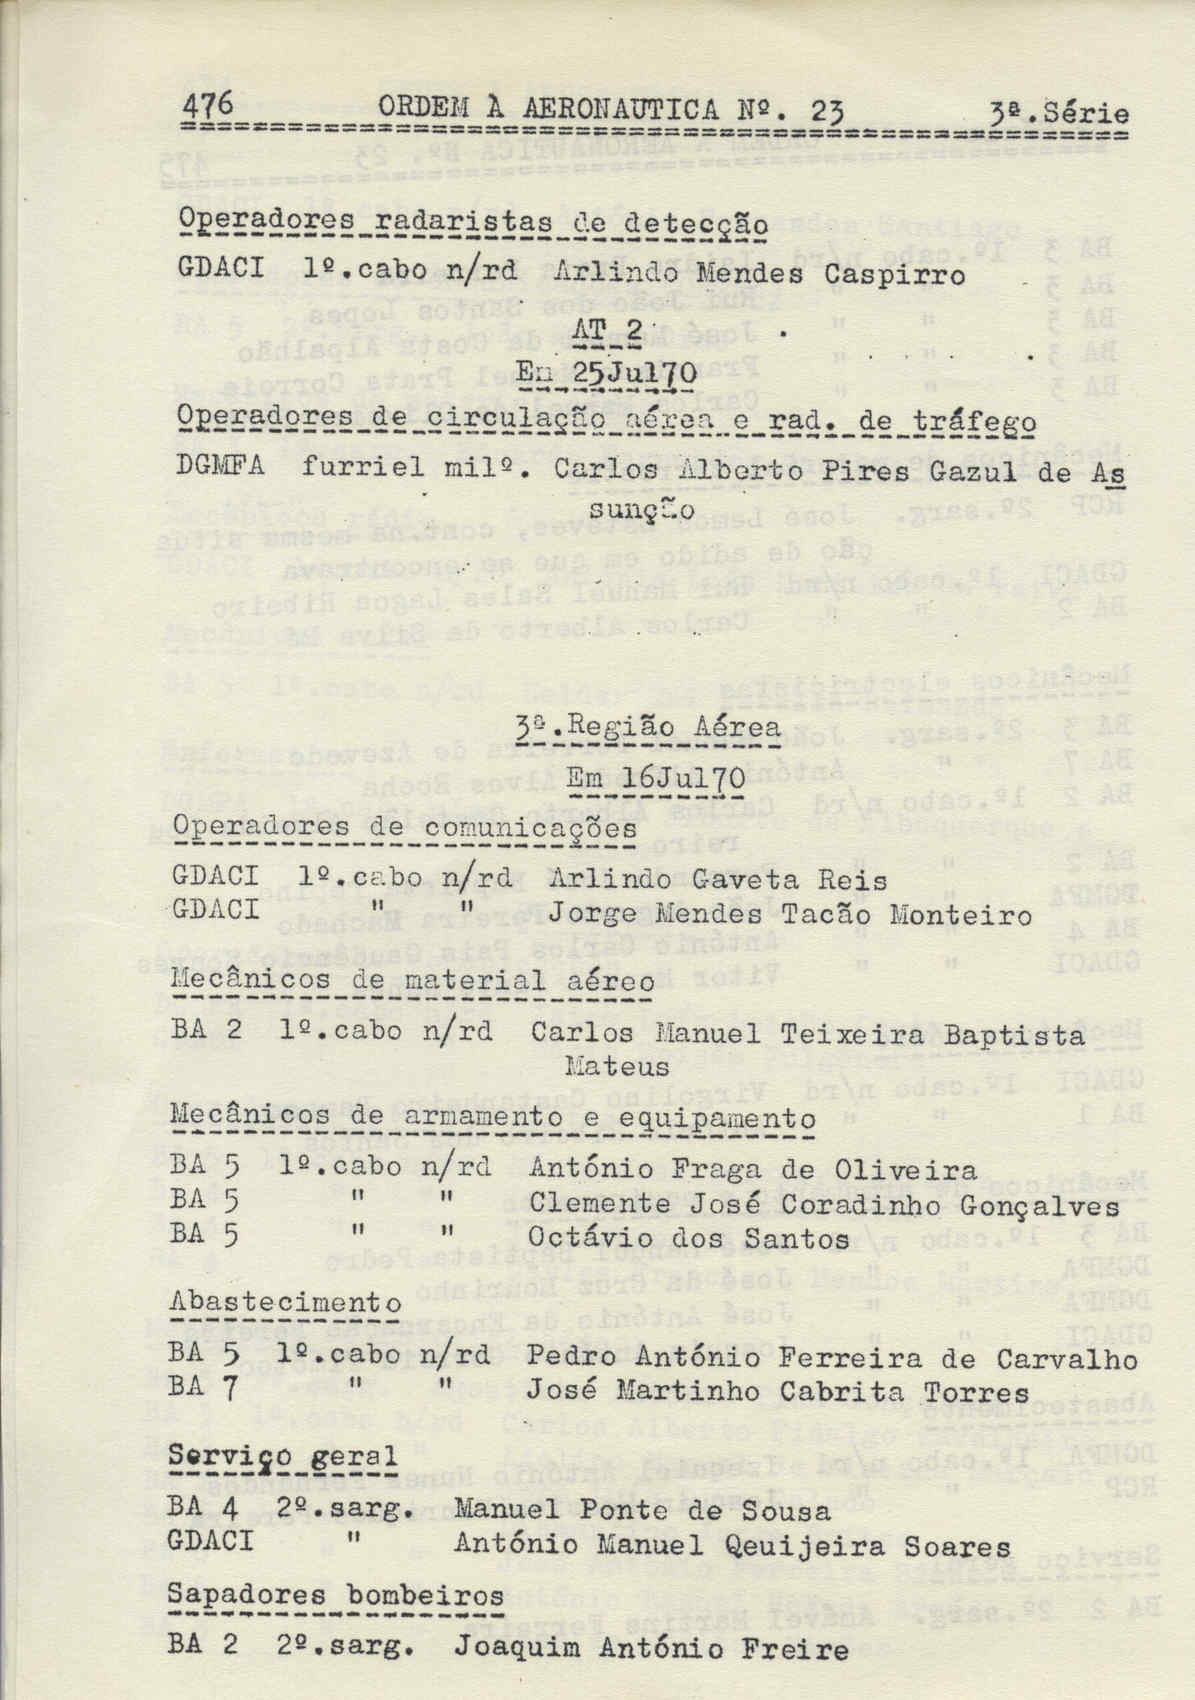 476 ORDEM À AERONAUTICA Nº. 23 3ª.Série
Operadores radaristas de detecção
GDACI 1º.cabo n/rd Arlindo Mendes Caspirro
AT 2
Em 25Jul70
Operadores de circulação aérea e rad. de tráfego
DGMFA furriel milº. Carlos Alberto Pires Gazul de As
sunção
3ª.Região Aérea
Em 16Jul70
Operadores de comunicações
GDACI 1º.cabo n/rd Arlindo Gaveta Reis
GDACI " " Jorge Mendes Tacão Monteiro
Mecânicos de material aéreo
BA 2 1º.cabo n/rd Carlos Manuel Teixeira Baptista
Mateus
Mecânicos de armamento e equipamento
BA 5 1º.cabo n/rd António Fraga de Oliveira
BA 5 " " Clemente José Coradinho Gonçalves
BA 5 " " Octávio dos Santos
Abastecimento
BA 5 1º.cabo n/rd Pedro António Ferreira de Carvalho
BA 7 " " José Martinho Cabrita Torres
Serviço geral
BA 4 2º.sarg. Manuel Ponte de Sousa
GDACI " António Manuel Qeuijeira Soares
Sapadores bombeiros
BA 2 2º.sarg. Joaquim António Freire